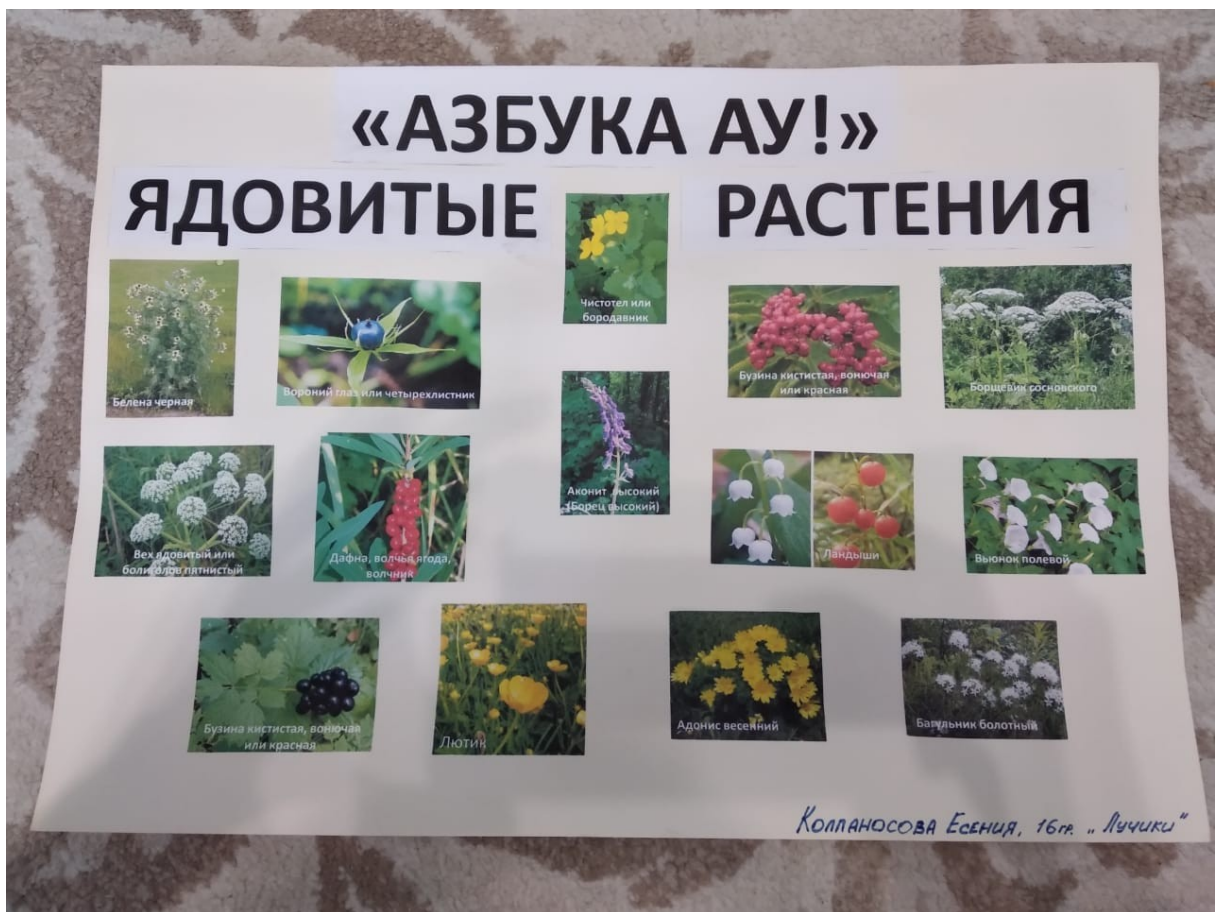 «АЗБУКА АУ!»
ЯДОВИТЫЕ РАСТЕНИЯ
Чистотел или
бородавник
Белена черная
Вороний глаз или четырехлистник
Бузина кистистая, вонючая
или красная
Борщевик сосновского
Аконит высокий
(Борец высокий)
Вех ядовитый или
болиголов пятнистый
Дафна, волчья ягода,
волчник
Ландыши
Вьюнок полевой
Бузина кистистая, вонючая
или красная
Лютик
Адонис весенний
Багульник болотный
Колпаносова Есения, 16гр. „Лучики"